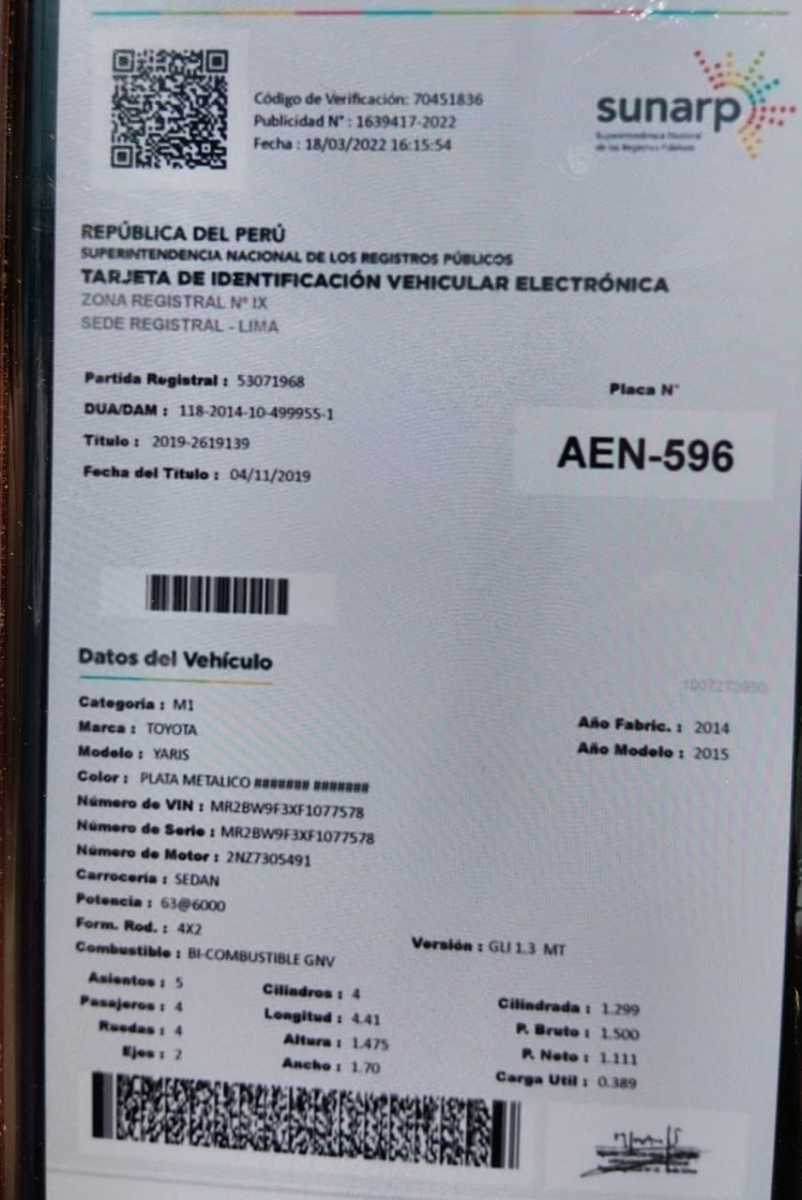 Código de Verificación: 70451836
Publicidad N° : 1639417-2022
Fecha : 18/03/2022 16:15:54
sunarp
Superintendencia Nacional
de los Registros Públicos
REPÚBLICA DEL PERÚ
SUPERINTENDENCIA NACIONAL DE LOS REGISTROS PÚBLICOS
TARJETA DE IDENTIFICACIÓN VEHICULAR ELECTRÓNICA
ZONA REGISTRAL N° IX
SEDE REGISTRAL - LIMA
Partida Registral : 53071968
DUA/DAM : 118-2014-10-499955-1
Titulo : 2019-2619139
Fecha del Titulo : 04/11/2019
Placa N°
AEN-596
Datos del Vehículo
Categoria : M1
Marca : TOYOTA
Modelo : YARIS
Color : PLATA METALICO ####### #######
Número de VIN : MR2BW9F3XF1077578
Número de Serie : MR2BW9F3XF1077578
Número de Motor : 2NZ7305491
Carrocería : SEDAN
Potencia : 63@6000
Form. Rod. : 4X2
Combustible : BI-COMBUSTIBLE GNV
Año Fabric. : 2014
Año Modelo : 2015
Versión : GLI 1.3 MT
Asientos : 5
Pasajeros : 4
Ruedas : 4
Ejes : 2
Cilindros : 4
Longitud : 4.41
Altura : 1.475
Ancho : 1.70
Cilindrada : 1.299
P. Bruto : 1.500
P. Neto : 1.111
Carga Util : 0.389